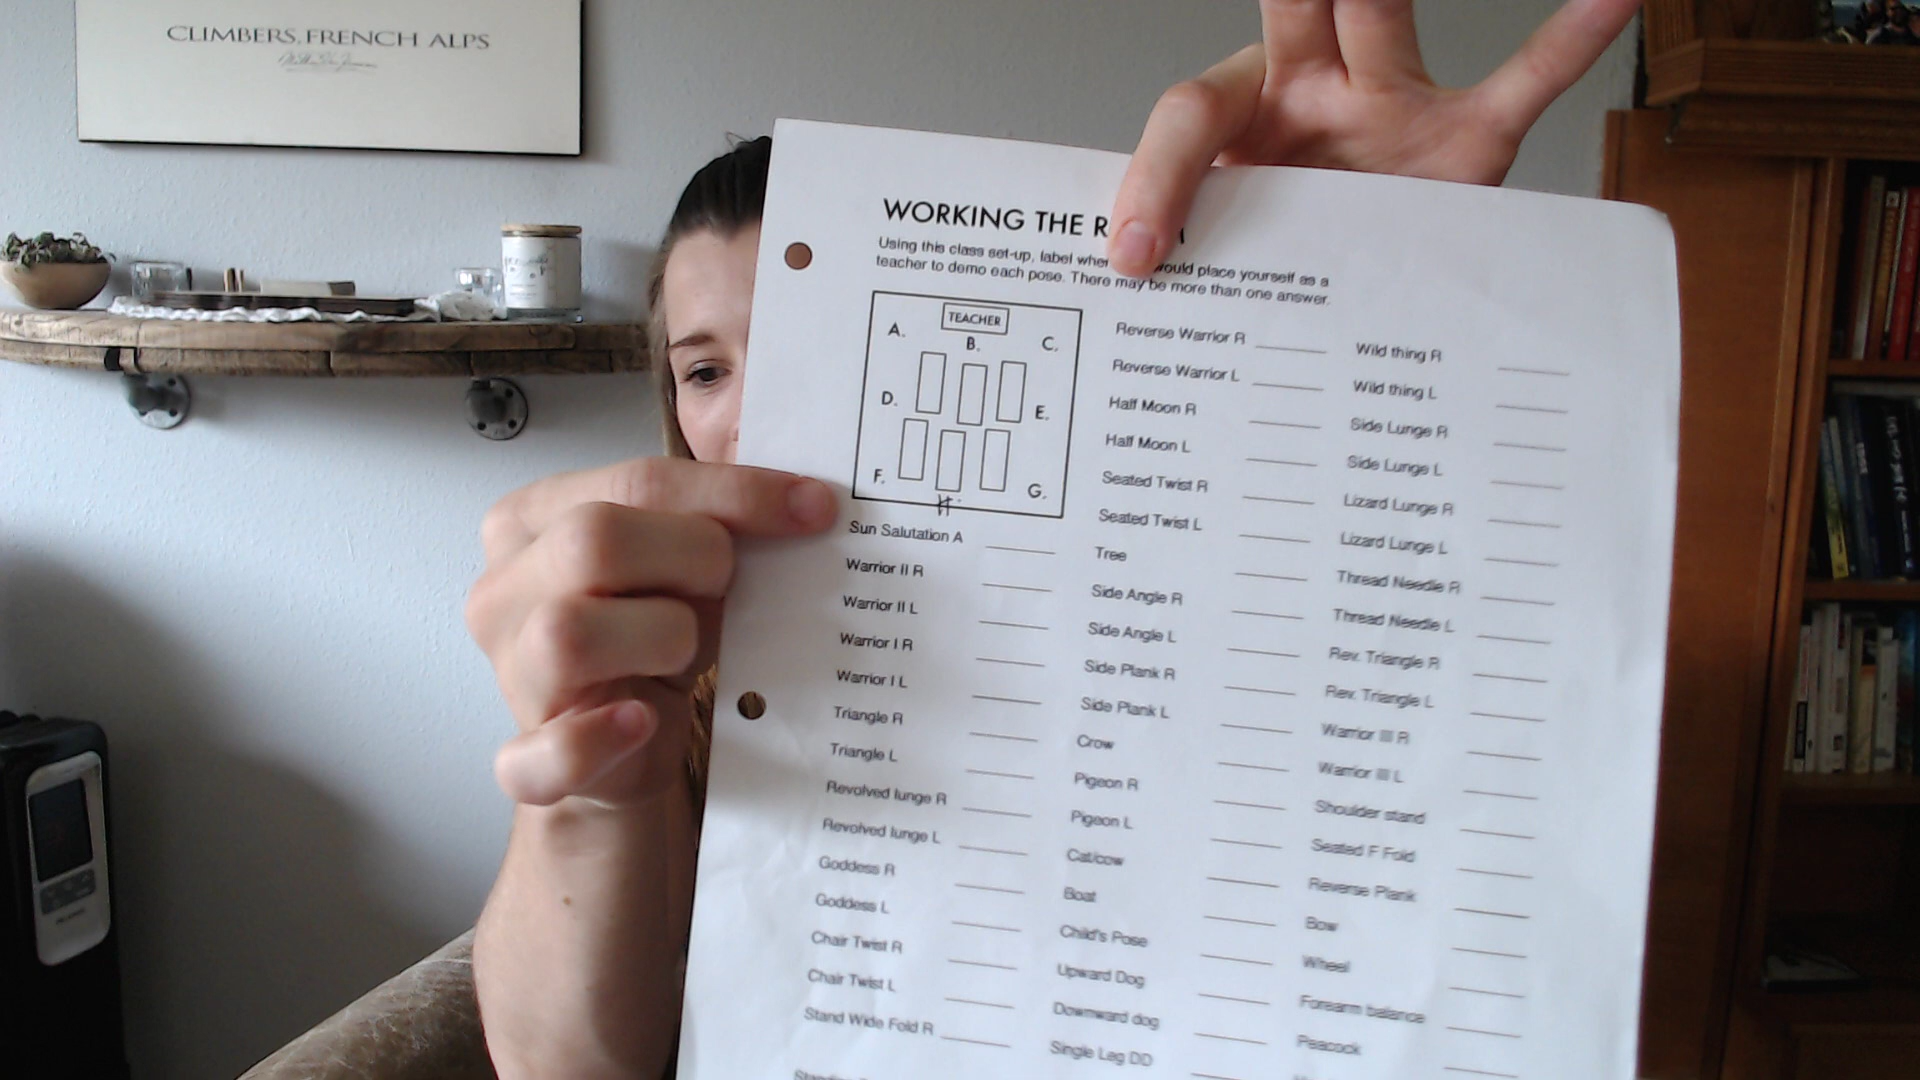 CLIMBERS, FRENCH ALPS
WORKING THE R
Using this class set-up, label would place yourself as a
teacher to demo each pose. There may be more than one answer.
TEACHER
A.
B.
C.
D.
E.
F.
G.
H.
Sun Salutation A
Warrior II R
Warrior II L
Warrior I R
Warrior I L
Triangle R
Triangle L
Revolved lunge R
Revolved lunge L
Goddess R
Goddess L
Chair Twist R
Chair Twist L
Stand Wide Fold R
Reverse Warrior R
Reverse Warrior L
Half Moon R
Half Moon L
Seated Twist R
Seated Twist L
Tree
Side Angle R
Side Angle L
Side Plank R
Side Plank L
Crow
Pigeon R
Pigeon L
Cat/cow
Boat
Child's Pose
Upward Dog
Downward dog
Single Leg DD
Wild thing R
Wild thing L
Side Lunge R
Side Lunge L
Lizard Lunge R
Lizard Lunge L
Thread Needle R
Thread Needle L
Rev. Triangle R
Rev. Triangle L
Warrior III R
Warrior III L
Shoulder stand
Seated F Fold
Reverse Plank
Bow
Wheel
Forearm balance
Peacock